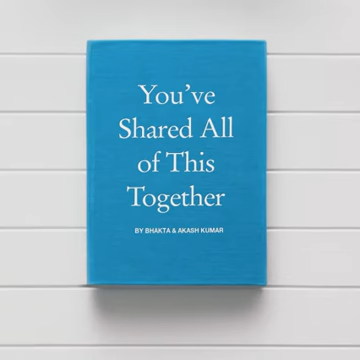 You’ve
Shared All
of This
Together
BY BHAKTA & AKASH KUMAR